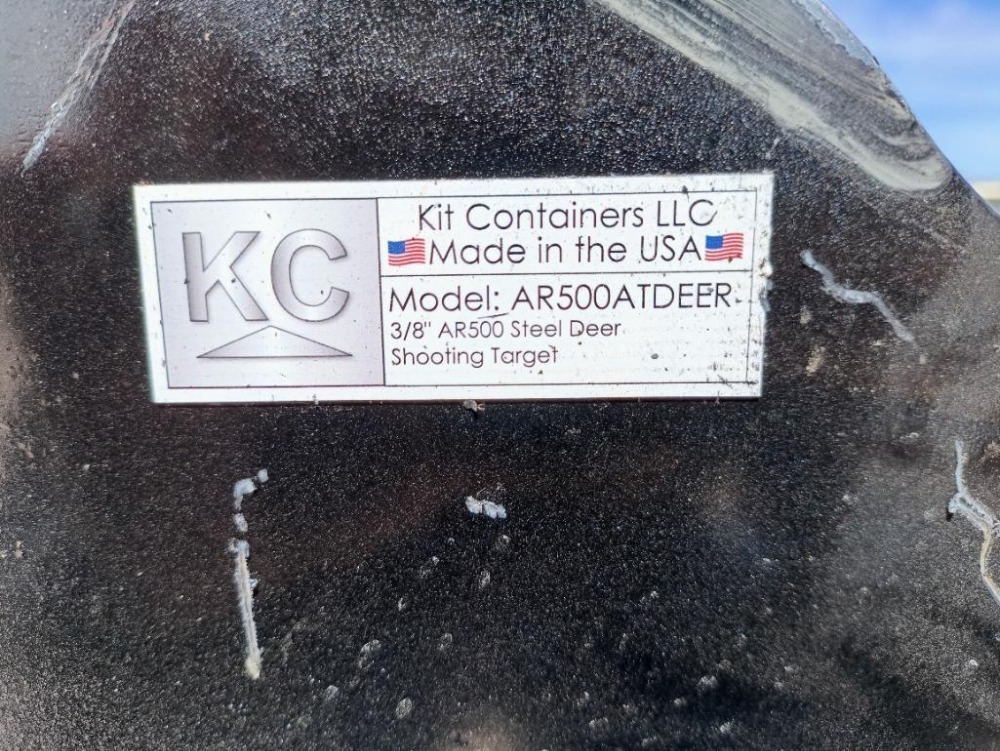 KC
Kit Containers LLC
Made in the USA
Model: AR500ATDEER
3/8" AR500 Steel Deer
Shooting Target